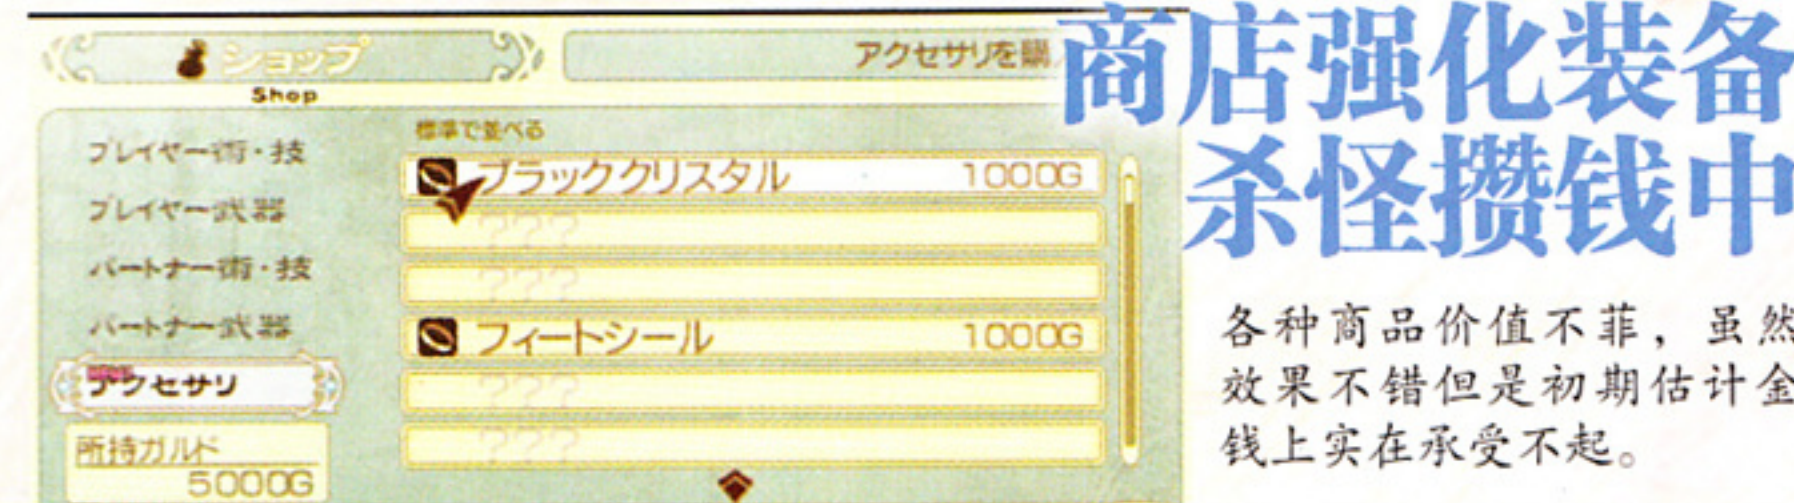 ショップ
Shop
アクセサリを購
標準で並べる
プレイヤー術・技
プレイヤー武器
パートナー術・技
パートナー武器
アクセサリ
所持ガルド
5000G
ブラッククリスタル 1000G
???
???
フィートシール 1000G
???
???
商店强化装备
杀怪攒钱中
各种商品价值不菲，虽然
效果不错但是初期估计金
钱上实在承受不起。